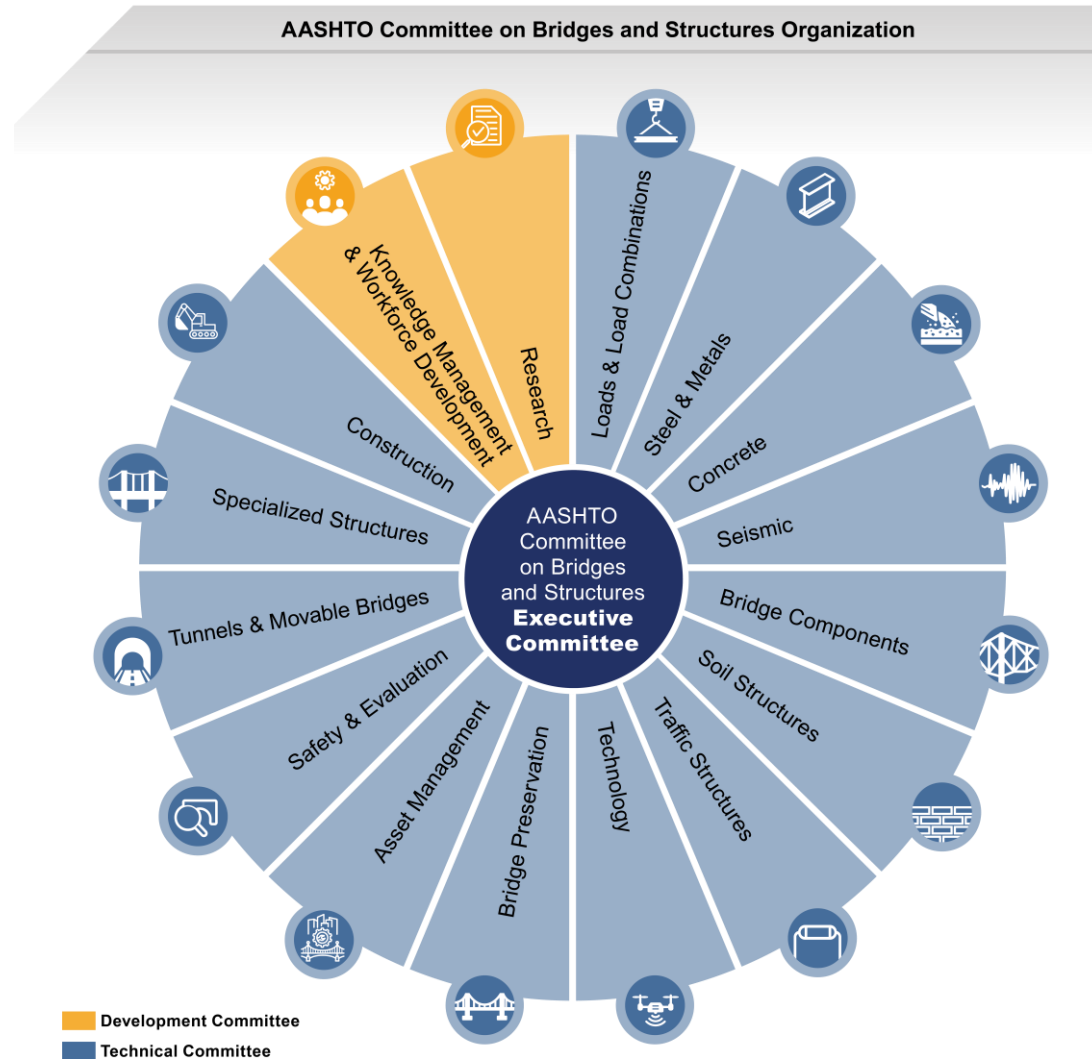 AASHTO Committee on Bridges and Structures Organization
Loads & Load Combinations
Steel & Metals
Concrete
Seismic
Bridge Components
Soil Structures
Traffic Structures
Technology
Bridge Preservation
Asset Management
Safety & Evaluation
Tunnels & Movable Bridges
Specialized Structures
Construction
Knowledge Management
& Workforce Development
Research
AASHTO
Committee
on Bridges
and Structures
Executive
Committee
Development Committee
Technical Committee